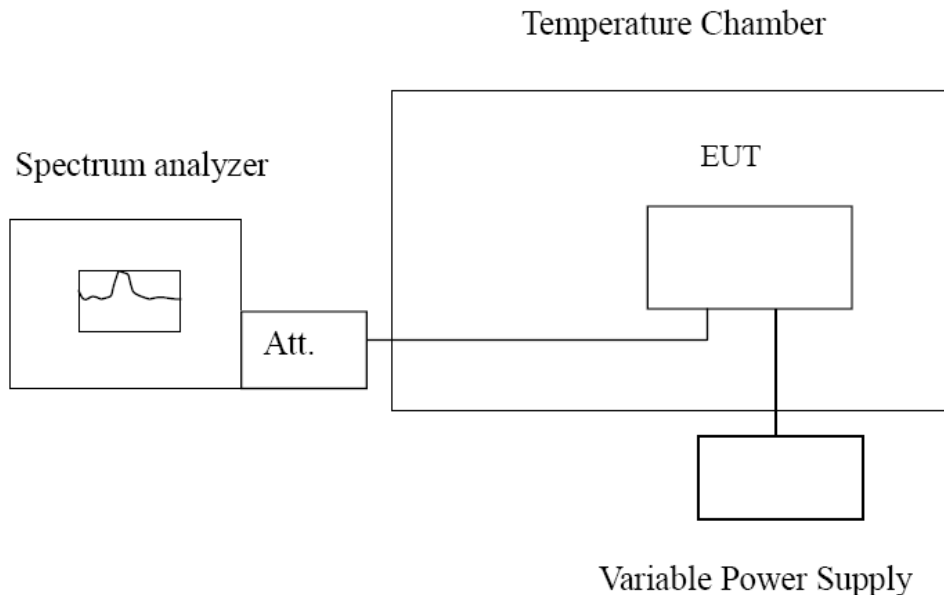 Temperature Chamber
Spectrum analyzer
EUT
Att.
Variable Power Supply